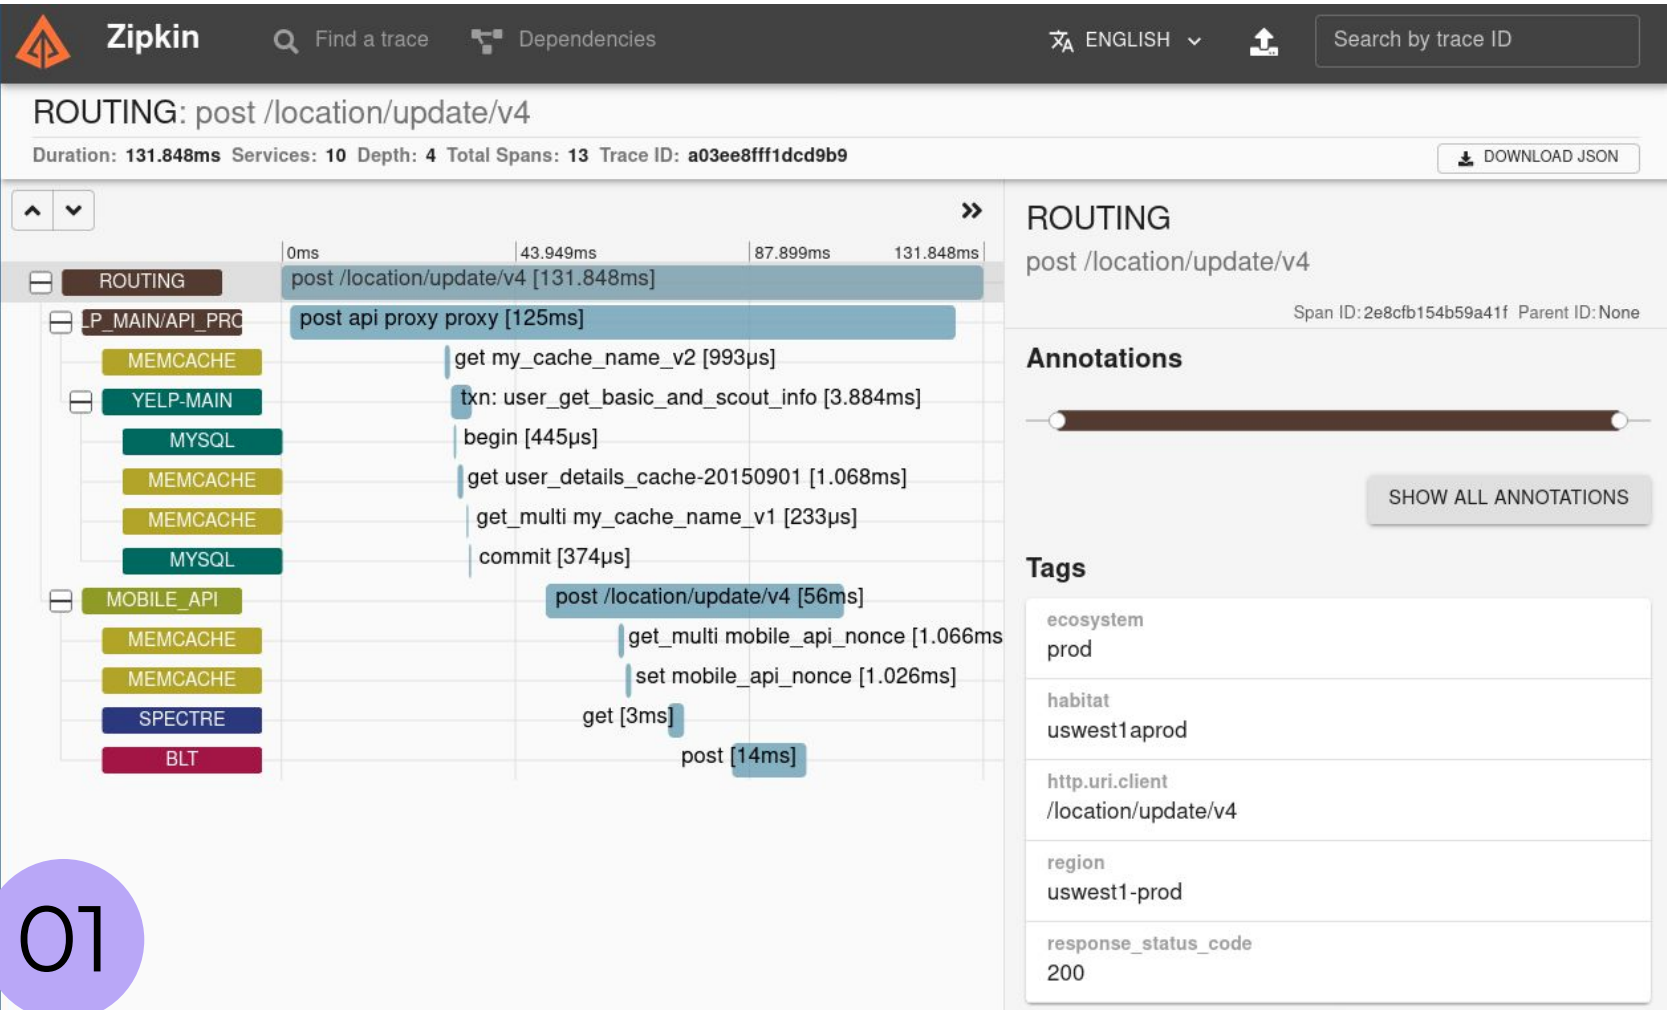 Zipkin Find a trace Dependencies ENGLISH Search by trace ID
ROUTING: post /location/update/v4
Duration: 131.848ms Services: 10 Depth: 4 Total Spans: 13 Trace ID: a03ee8fff1dcd9b9
DOWNLOAD JSON
0ms 43.949ms 87.899ms 131.848ms
ROUTING post /location/update/v4 [131.848ms]
LP_MAIN/API_PRO post api proxy proxy [125ms]
MEMCACHE get my_cache_name_v2 [993µs]
YELP-MAIN txn: user_get_basic_and_scout_info [3.884ms]
MYSQL begin [445µs]
MEMCACHE get user_details_cache-20150901 [1.068ms]
MEMCACHE get_multi my_cache_name_v1 [233µs]
MYSQL commit [374µs]
MOBILE_API post /location/update/v4 [56ms]
MEMCACHE get_multi mobile_api_nonce [1.066ms
MEMCACHE set mobile_api_nonce [1.026ms]
SPECTRE get [3ms]
BLT post [14ms]
ROUTING
post /location/update/v4
Span ID: 2e8cfb154b59a41f Parent ID: None
Annotations
SHOW ALL ANNOTATIONS
Tags
ecosystem
prod
habitat
uswest1aprod
http.uri.client
/location/update/v4
region
uswest1-prod
response_status_code
200
01